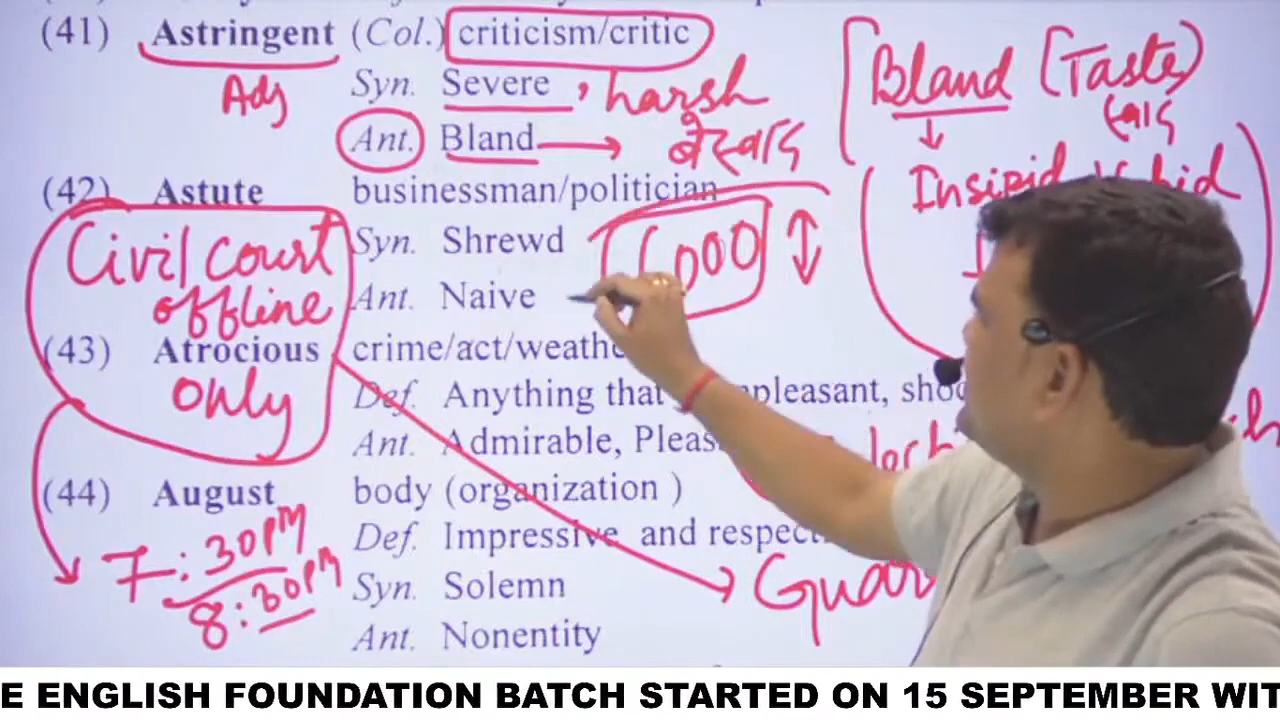 (41) Astringent (Col.) criticism/critic
Adj
Syn. Severe , harsh
Ant. Bland → बेस्वाद
Bland (Taste)
स्वाद
Insipid
(42) Astute businessman/politician
Syn. Shrewd
Ant. Naive
Civil court
offline
only
(43) Atrocious crime/act/weathe
Def. Anything that pleasant, sho
Ant. Admirable, Pleas
(44) August body (organization )
Def. Impressive and respect
Syn. Solemn
Ant. Nonentity
7:30PM
8:30PM
E ENGLISH FOUNDATION BATCH STARTED ON 15 SEPTEMBER WIT